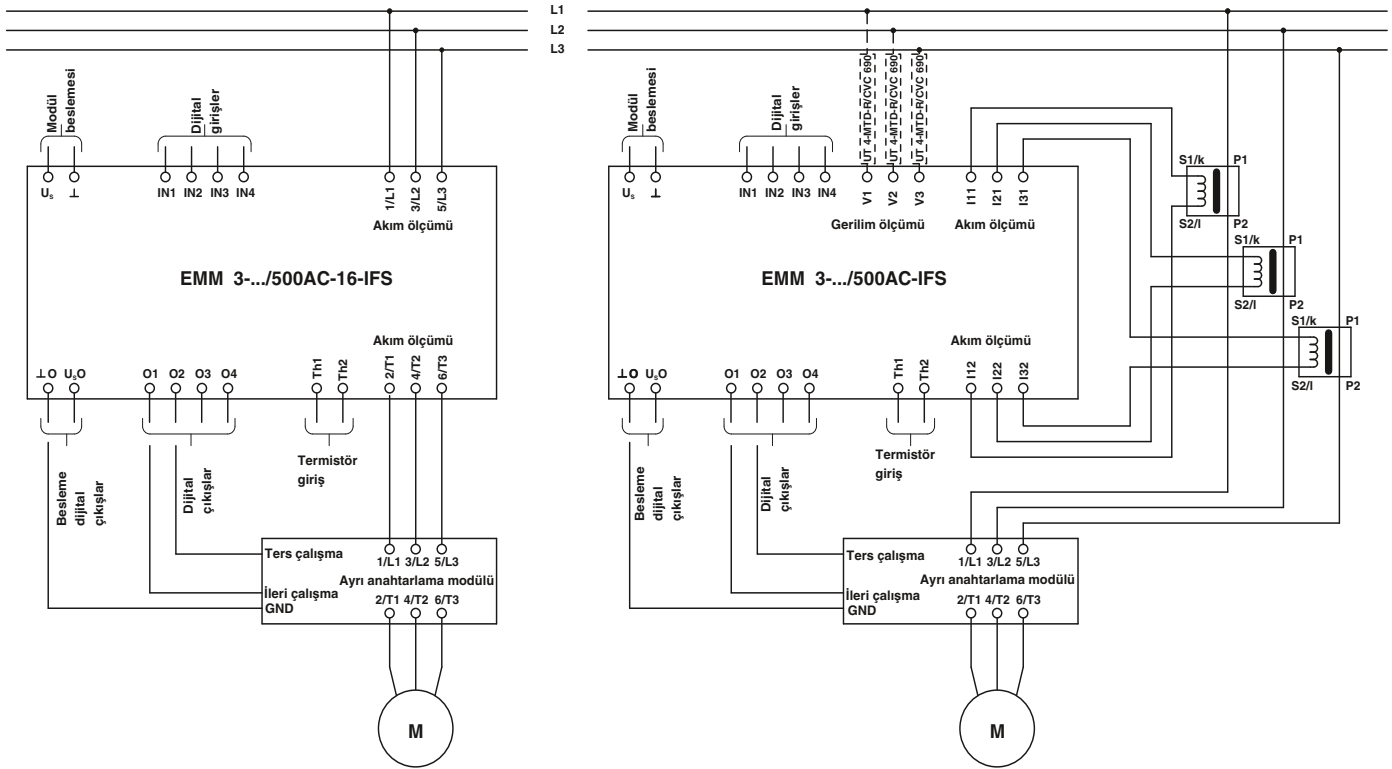 L1
L2
L3
Modül
beslemesi
Dijital
girişler
Us
⊥
IN1 IN2 IN3 IN4
1/L1
3/L2
5/L3
Akım ölçümü
EMM 3-.../500AC-16-IFS
Akım ölçümü
⊥O UsO
O1 O2 O3 O4
Th1
Th2
2/T1
4/T2
6/T3
Besleme
dijital
çıkışlar
Dijital
çıkışlar
Termistör
giriş
Ters çalışma
1/L1 3/L2 5/L3
Ayrı anahtarlama modülü
İleri çalışma
GND
2/T1 4/T2 6/T3
M
Modül
beslemesi
Dijital
girişler
UT 4-MTD-R/CVC 690
UT 4-MTD-R/CVC 690
UT 4-MTD-R/CVC 690
Us
⊥
IN1 IN2 IN3 IN4
V1
V2
V3
I11
I21
I31
Gerilim ölçümü
Akım ölçümü
EMM 3-.../500AC-IFS
S1/k P1
S2/l P2
S1/k P1
S2/l P2
S1/k P1
S2/l P2
Akım ölçümü
⊥O UsO
O1 O2 O3 O4
Th1
Th2
I12
I22
I32
Besleme
dijital
çıkışlar
Dijital
çıkışlar
Termistör
giriş
Ters çalışma
1/L1 3/L2 5/L3
Ayrı anahtarlama modülü
İleri çalışma
GND
2/T1 4/T2 6/T3
M